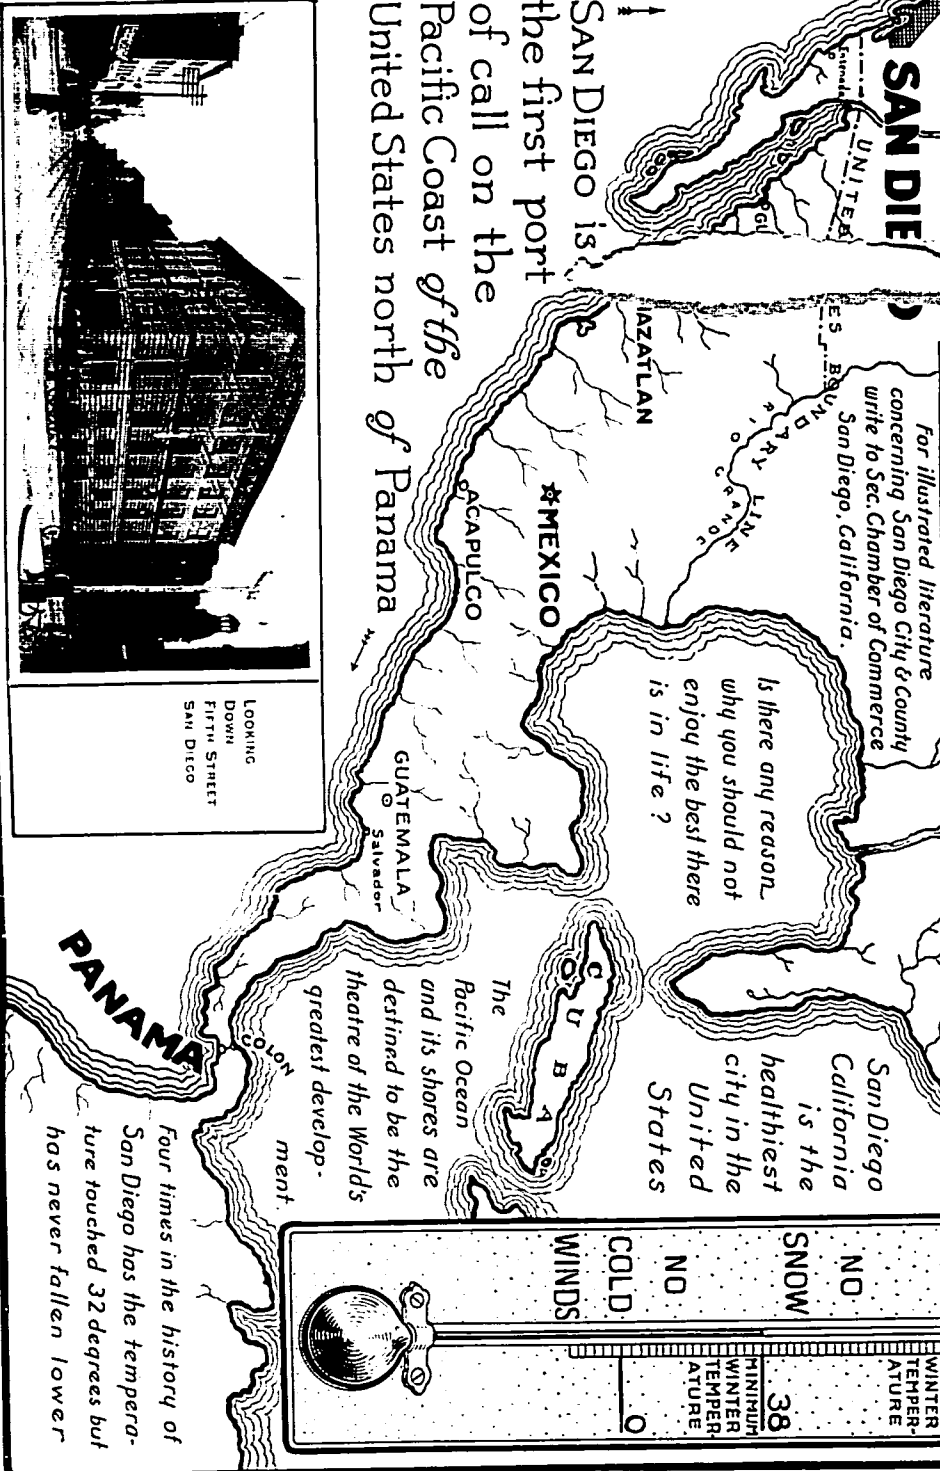 SAN DIE
For illustrated literature
concerning San Diego City & County
write to Sec. Chamber of Commerce
San Diego, California.
UNITE
ES BOUNDARY LINE
RIO GRANDE
Ensenada
GU
AZATLAN
SAN DIEGO is
the first port
of call on the
Pacific Coast of the
United States north of Panama
MEXICO
ACAPULCO
GUATEMALA
Salvador
Is there any reason
why you should not
enjoy the best there
is in life?
CUBA
San Diego
California
is the
healthiest
city in the
United
States
The
Pacific Ocean
and its shores are
destined to be the
theatre of the World's
greatest develop-
ment
COLON
PANAMA
Four times in the history of
San Diego has the tempera-
ture touched 32 degrees but
has never fallen lower
LOOKING
DOWN
FIFTH STREET
SAN DIEGO
NO
SNOW
NO
COLD
WINDS
WINTER
TEMPER-
ATURE
38
MINIMUM
WINTER
TEMPER-
ATURE
0